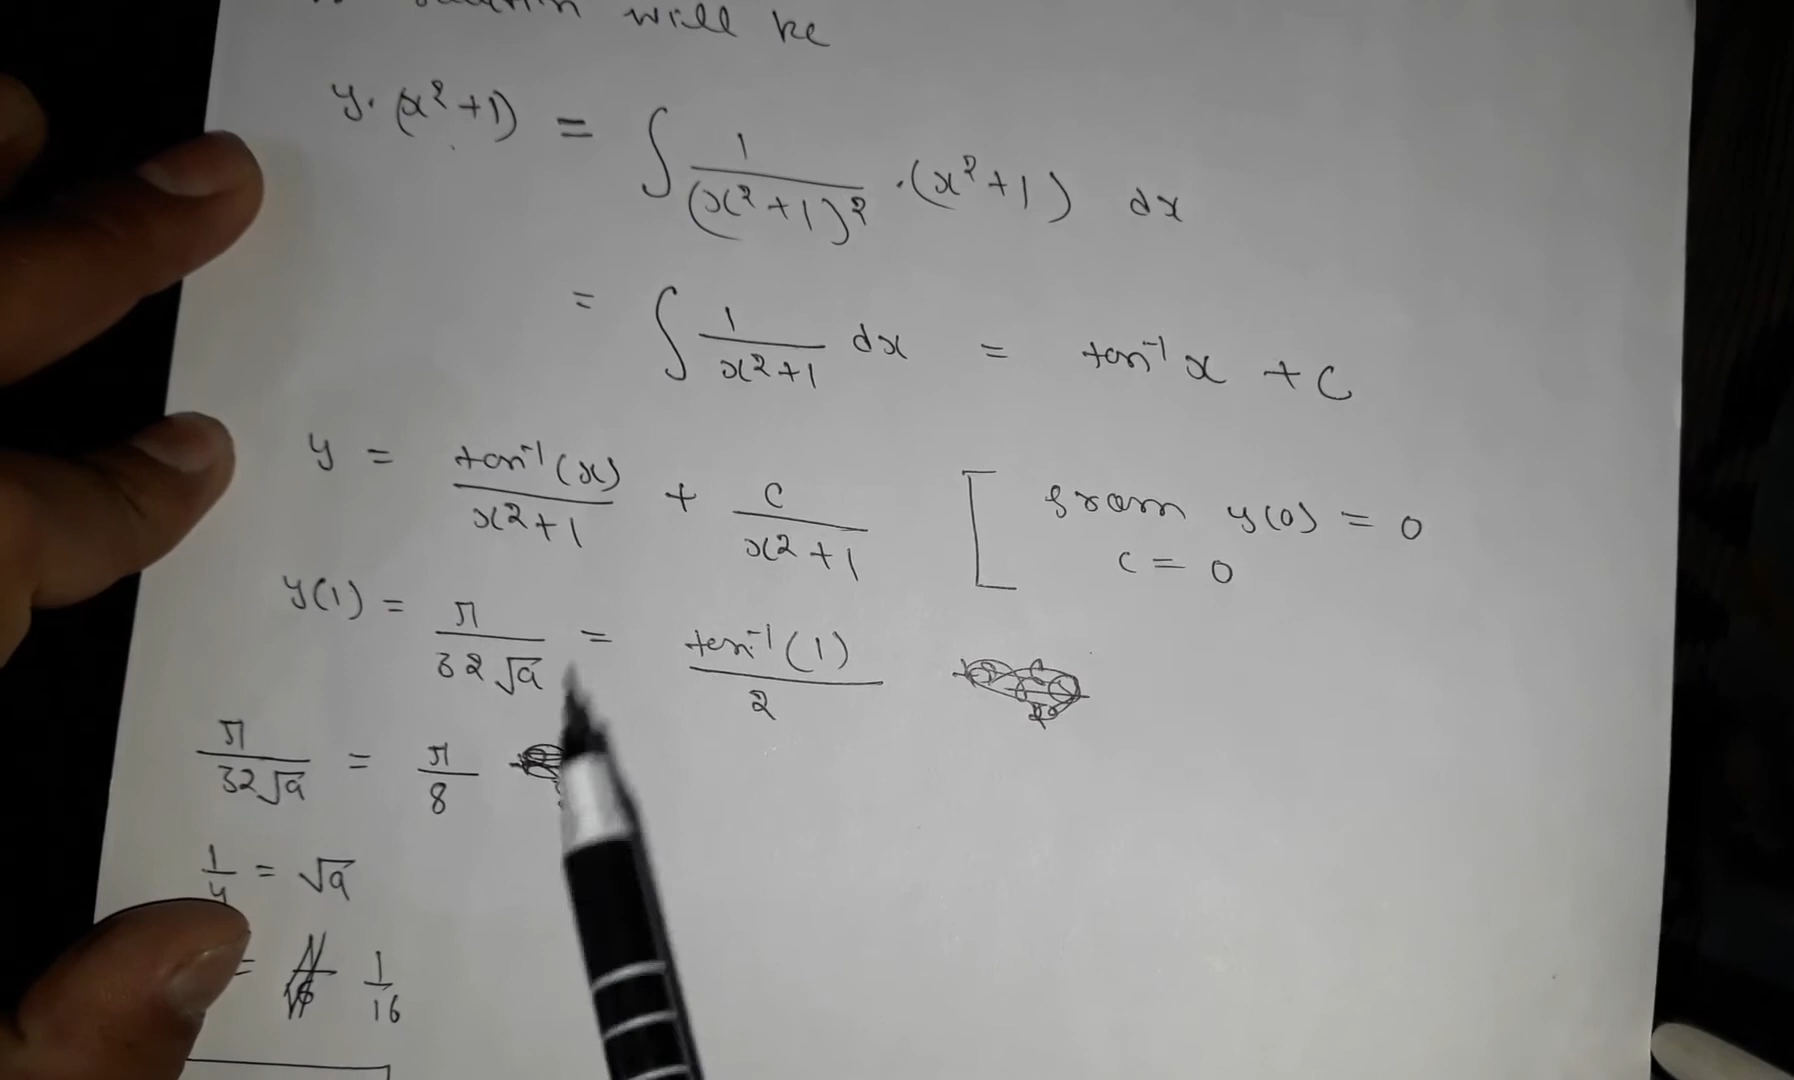 will be
y. (x²+1) = ∫ 1/(x²+1)² .(x²+1) dx
= ∫ 1/(x²+1) dx = tan⁻¹ x + C
y = tan⁻¹(x)/(x²+1) + c/(x²+1) [ from y(0) = 0
c = 0
y(1) = π/(32√a) = tan⁻¹(1)/2
π/(32√a) = π/8
1/4 = √a
= 1/16